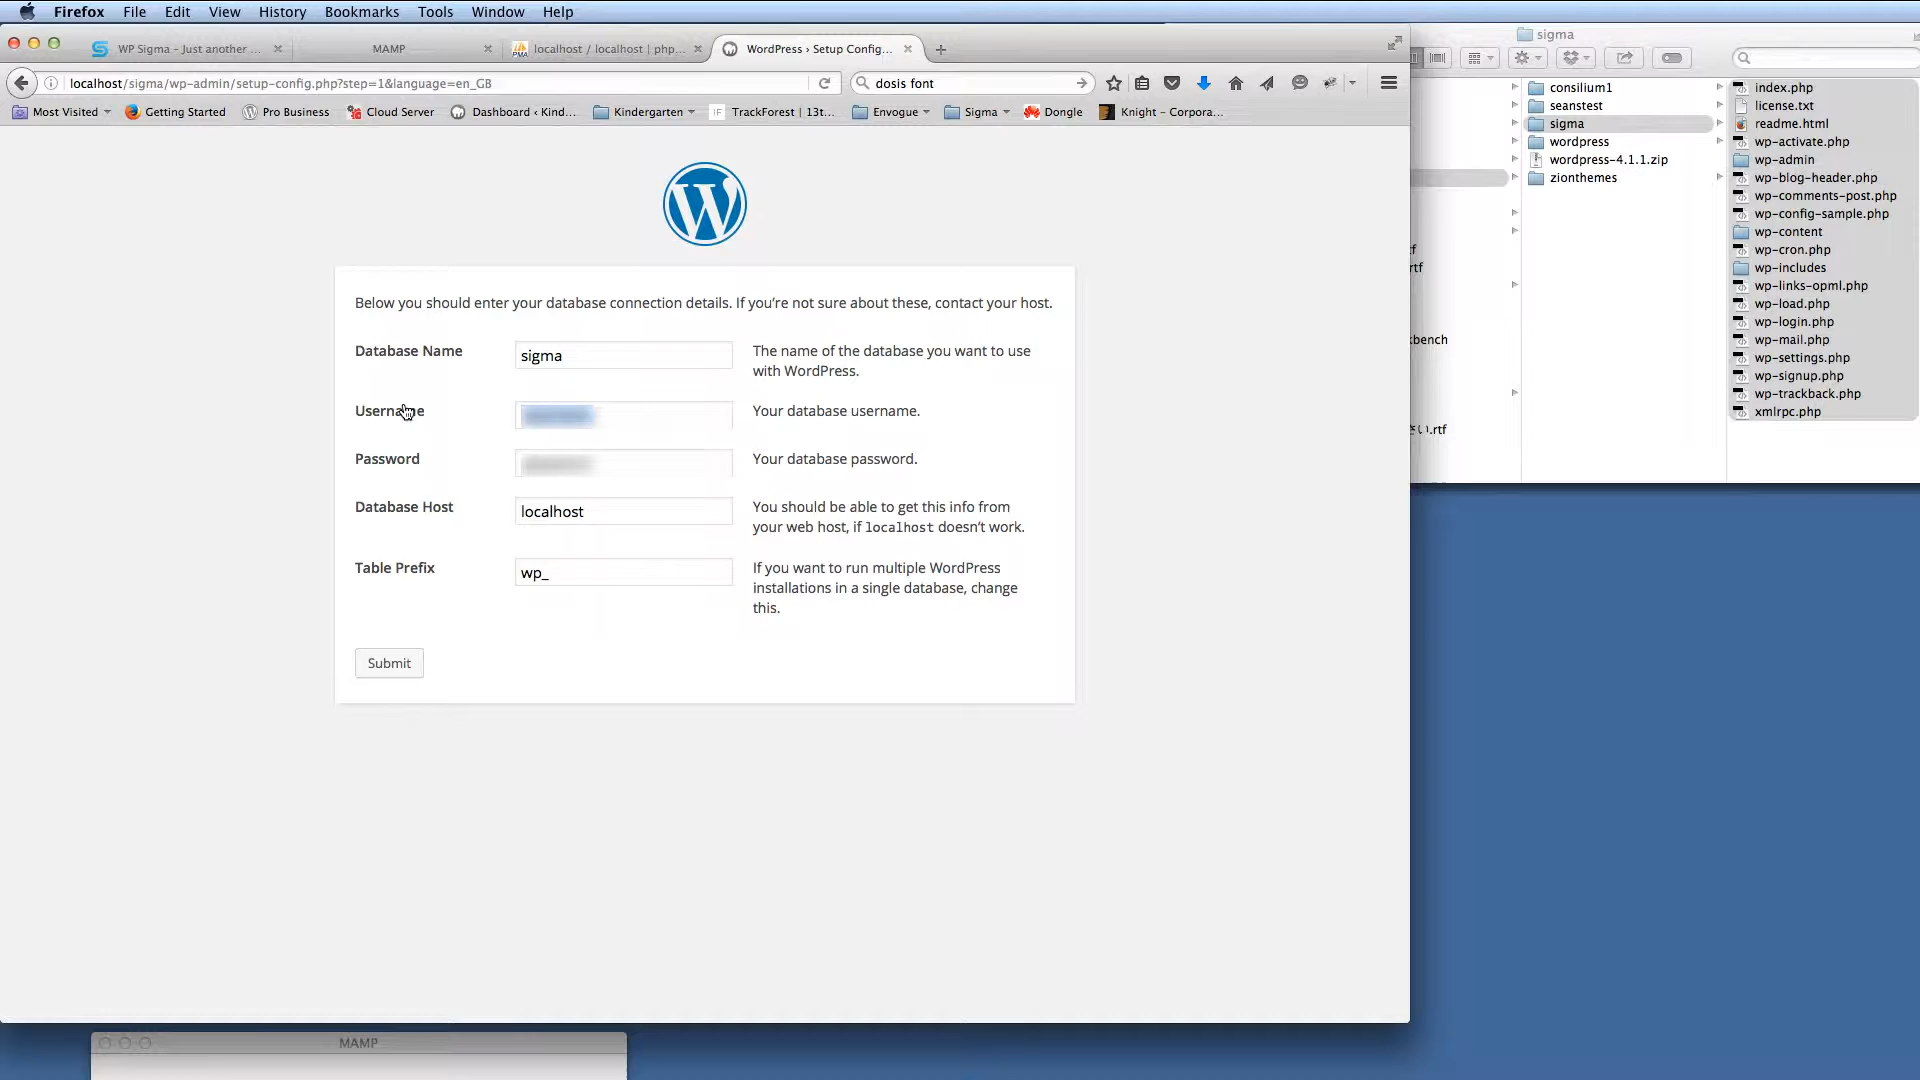 Firefox File Edit View History Bookmarks Tools Window Help
WP Sigma – Just another ...
MAMP
localhost / localhost | php...
WordPress › Setup Config...
localhost/sigma/wp-admin/setup-config.php?step=1&language=en_GB
dosis font
Most Visited
Getting Started
Pro Business
Cloud Server
Dashboard ‹ Kind...
Kindergarten
TrackForest | 13t...
Envogue
Sigma
Dongle
Knight – Corpora...
Below you should enter your database connection details. If you’re not sure about these, contact your host.
Database Name
sigma
The name of the database you want to use
with WordPress.
Username
Your database username.
Password
Your database password.
Database Host
localhost
You should be able to get this info from
your web host, if localhost doesn’t work.
Table Prefix
wp_
If you want to run multiple WordPress
installations in a single database, change
this.
Submit
MAMP
sigma
rtf
kbench
さい.rtf
consilium1
seanstest
sigma
wordpress
wordpress-4.1.1.zip
zionthemes
index.php
license.txt
readme.html
wp-activate.php
wp-admin
wp-blog-header.php
wp-comments-post.php
wp-config-sample.php
wp-content
wp-cron.php
wp-includes
wp-links-opml.php
wp-load.php
wp-login.php
wp-mail.php
wp-settings.php
wp-signup.php
wp-trackback.php
xmlrpc.php